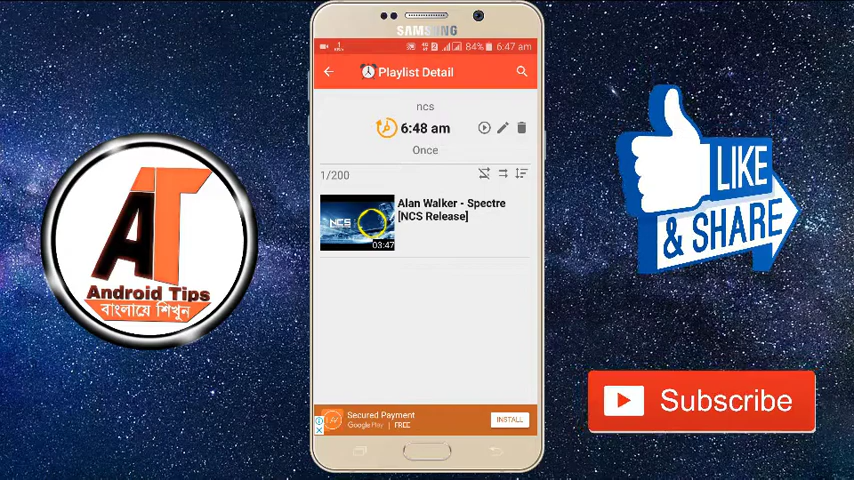 SAMSUNG
84% 6:47 am
Playlist Detail
ncs
6:48 am
Once
1/200
Alan Walker - Spectre
[NCS Release]
NCS
03:47
Secured Payment
Google Play | FREE
INSTALL
AT
Android Tips
বাংলায় শিখুন
LIKE
& SHARE
Subscribe